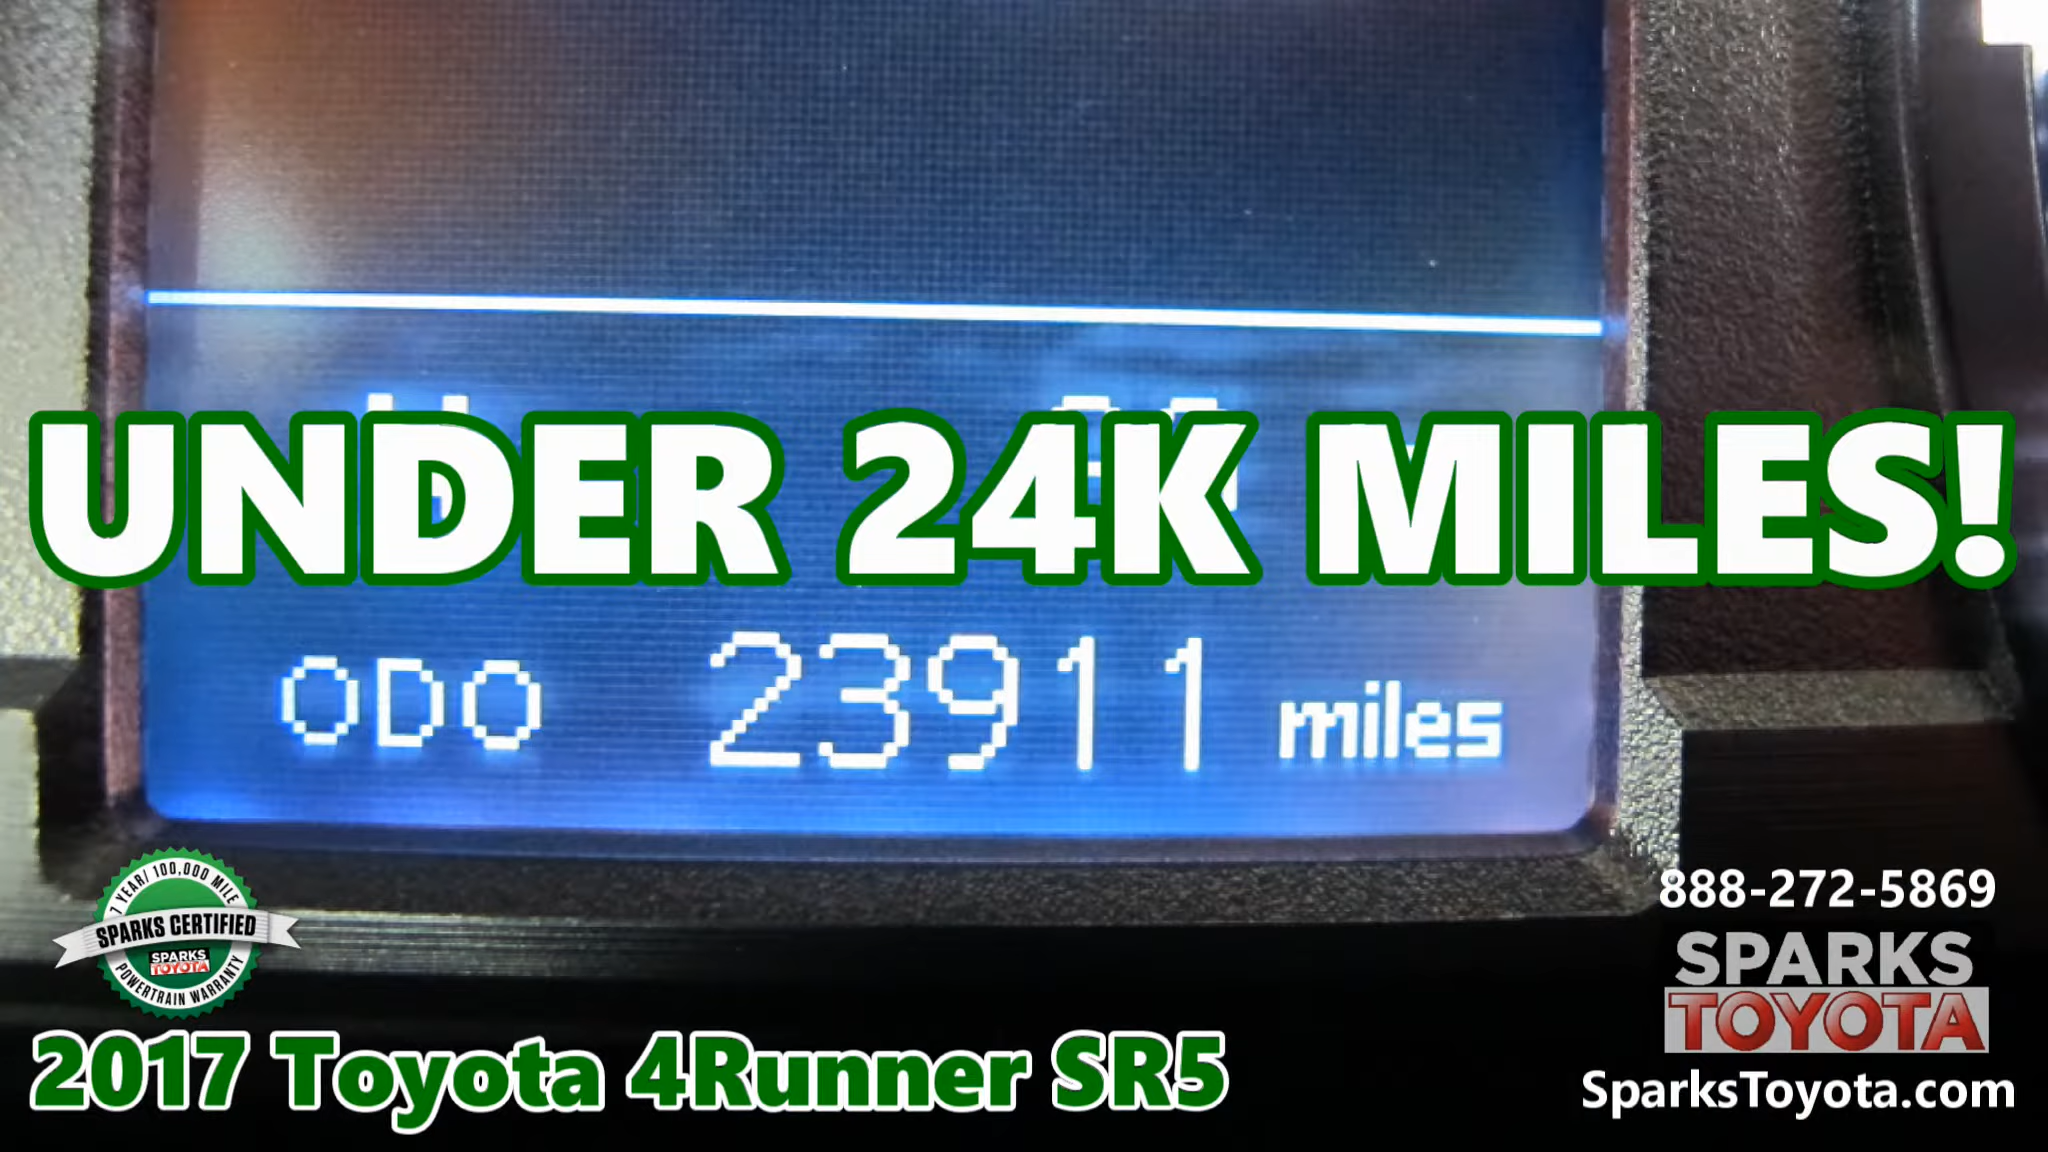 UNDER 24K MILES!
ODO 23911 miles
7 YEAR/ 100,000 MILE
SPARKS CERTIFIED
SPARKS
TOYOTA
POWERTRAIN WARRANTY
888-272-5869
SPARKS
TOYOTA
2017 Toyota 4Runner SR5
SparksToyota.com